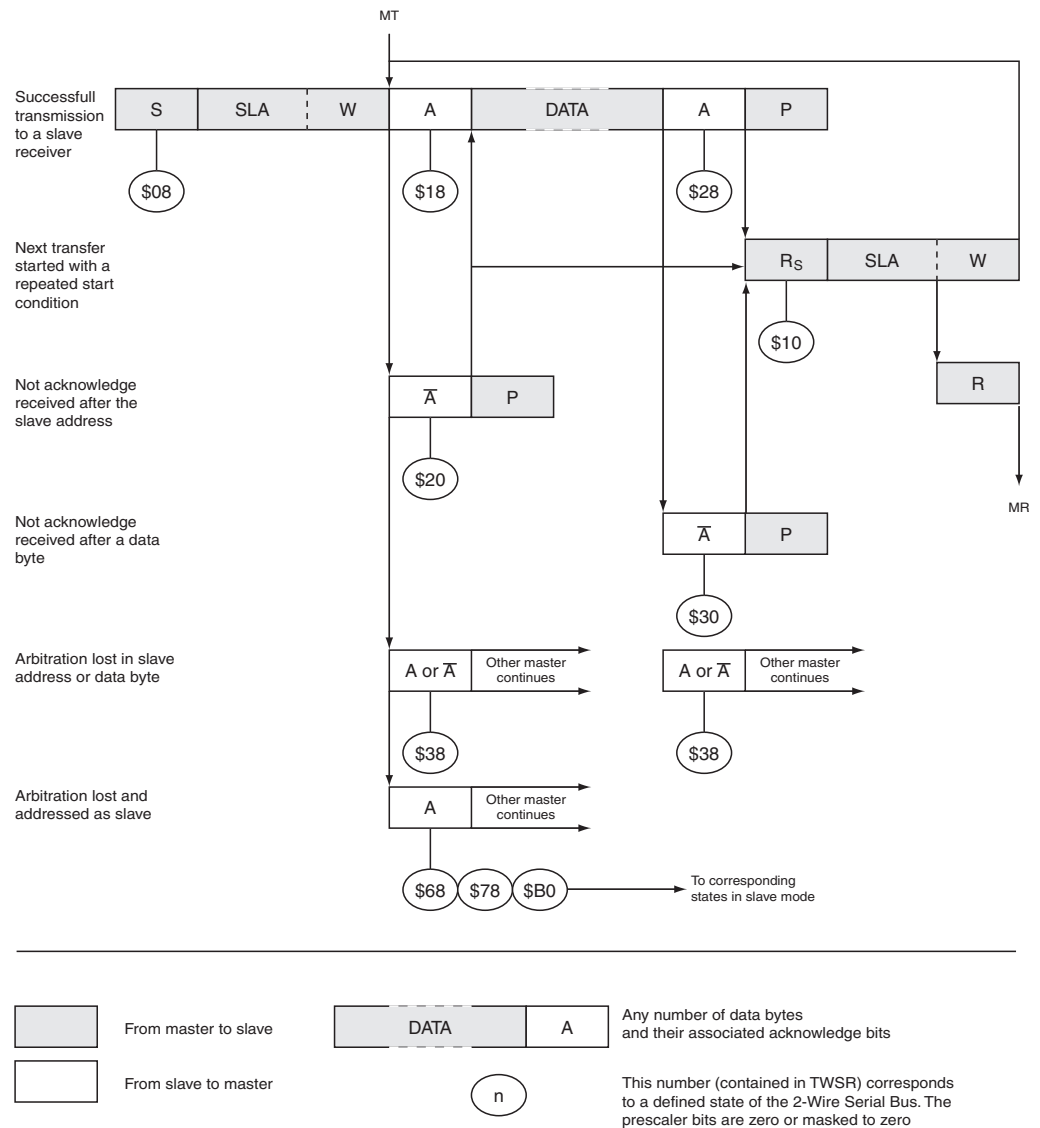 MT
Successfull
transmission
to a slave
receiver
S SLA W A DATA A P
$08 $18 $28
Next transfer
started with a
repeated start
condition
RS SLA W
$10
Not acknowledge
received after the
slave address
A̅ P
R
$20
MR
Not acknowledge
received after a data
byte
A̅ P
$30
Arbitration lost in slave
address or data byte
A or A̅
Other master
continues
A or A̅
Other master
continues
$38 $38
Arbitration lost and
addressed as slave
A
Other master
continues
$68 $78 $B0
To corresponding
states in slave mode
From master to slave
DATA A
Any number of data bytes
and their associated acknowledge bits
From slave to master
n
This number (contained in TWSR) corresponds
to a defined state of the 2-Wire Serial Bus. The
prescaler bits are zero or masked to zero